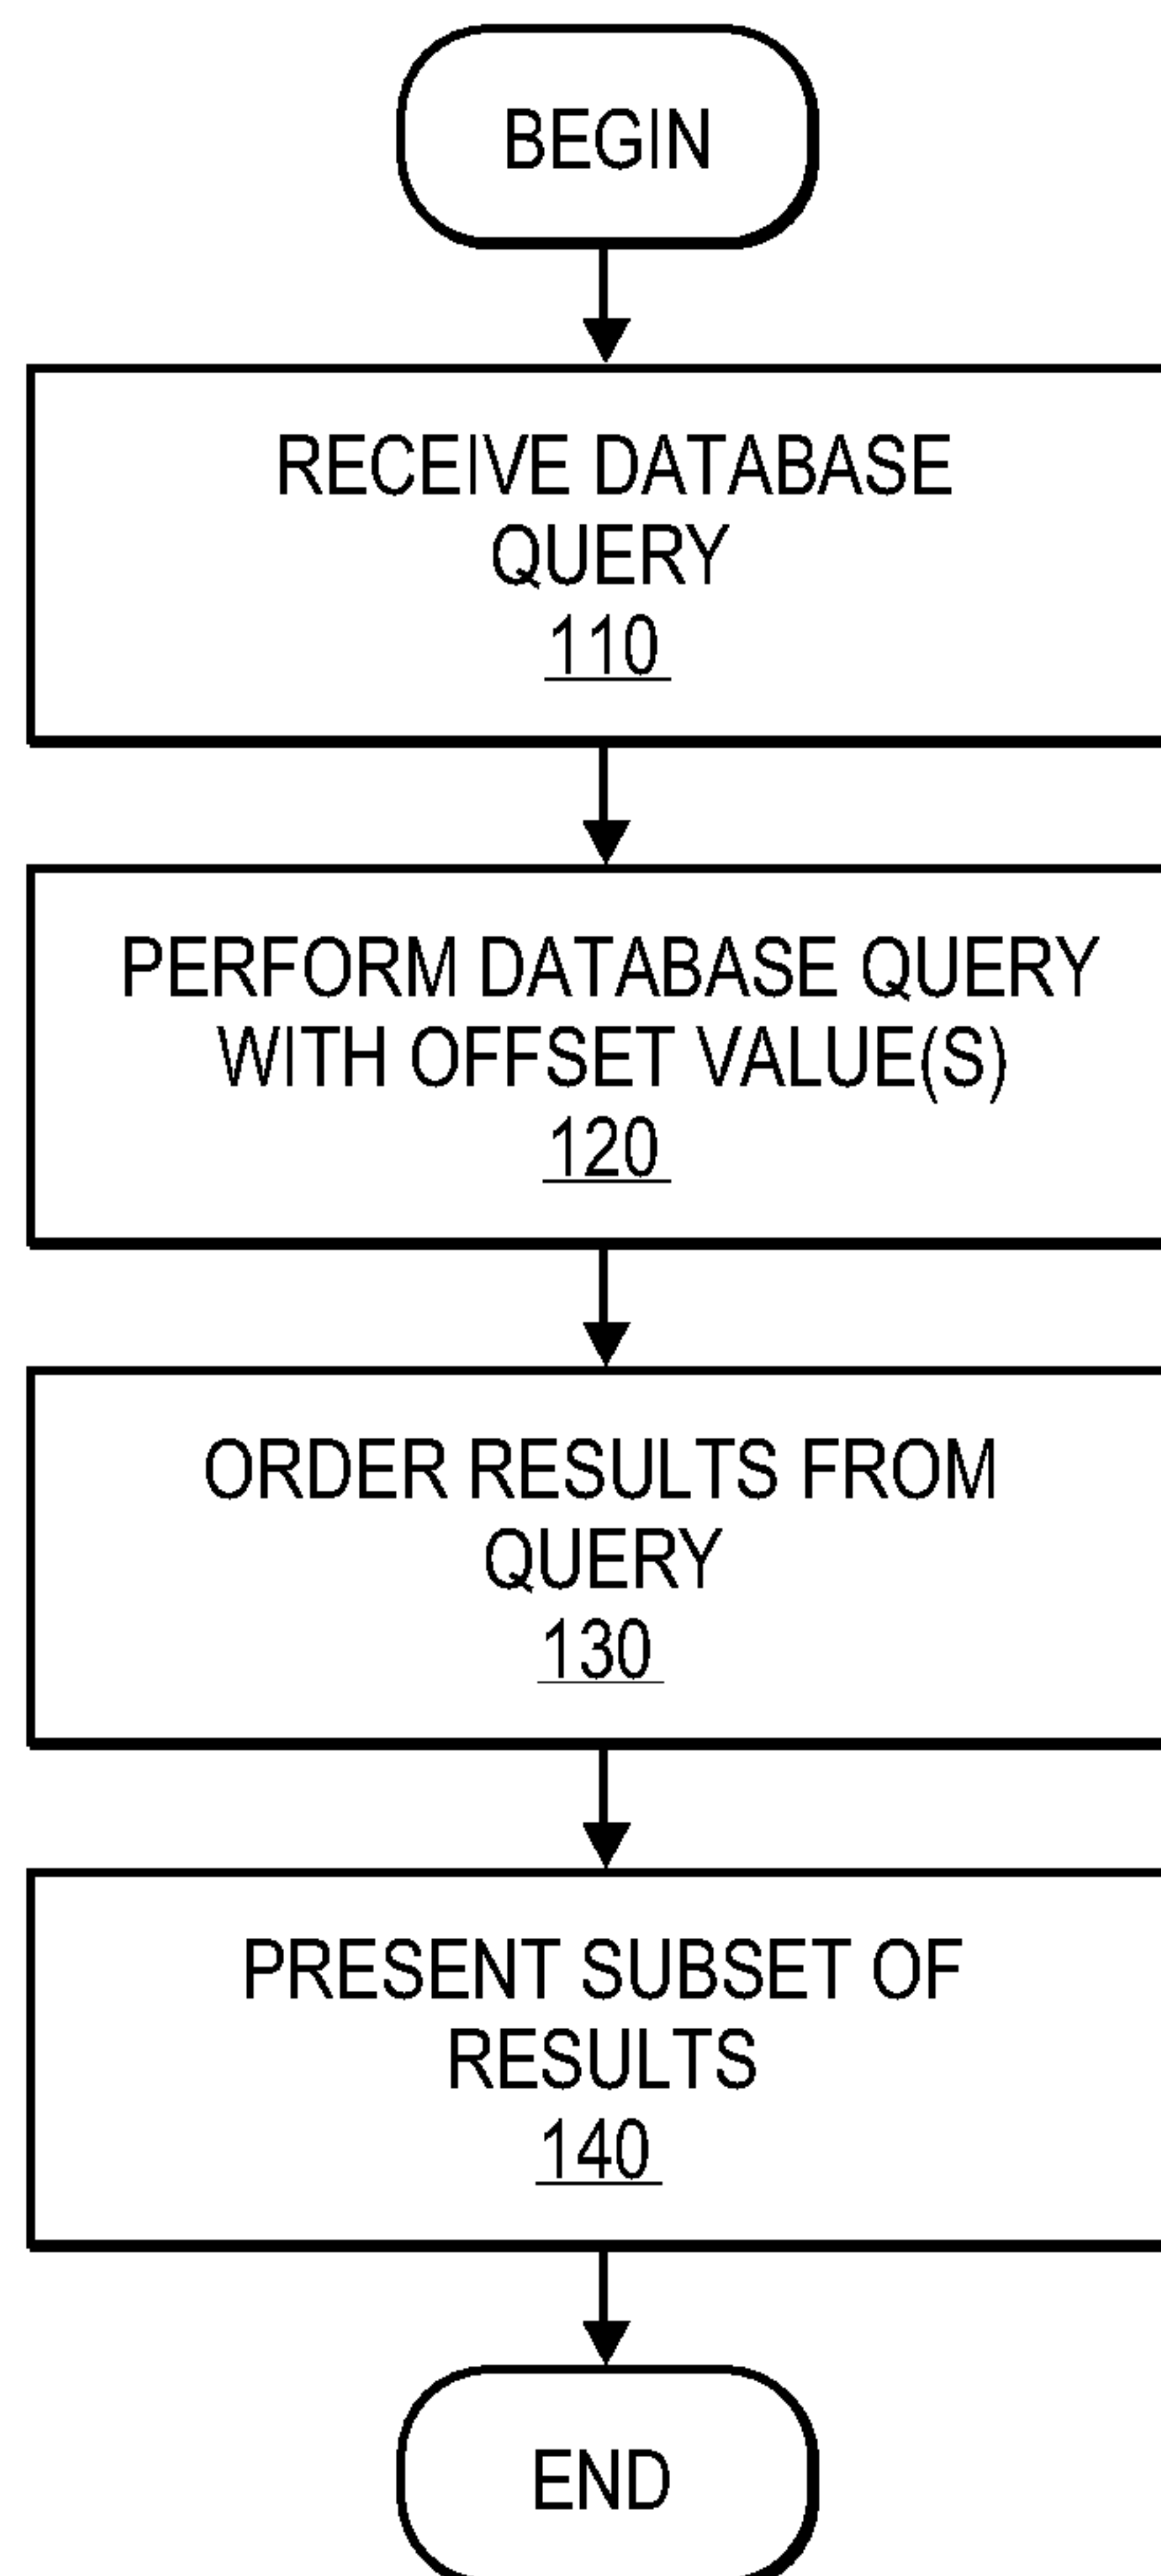 BEGIN
RECEIVE DATABASE
QUERY
110
PERFORM DATABASE QUERY
WITH OFFSET VALUE(S)
120
ORDER RESULTS FROM
QUERY
130
PRESENT SUBSET OF
RESULTS
140
END